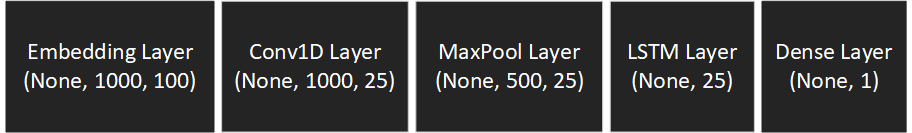 Embedding Layer
(None, 1000, 100)
Conv1D Layer
(None, 1000, 25)
MaxPool Layer
(None, 500, 25)
LSTM Layer
(None, 25)
Dense Layer
(None, 1)